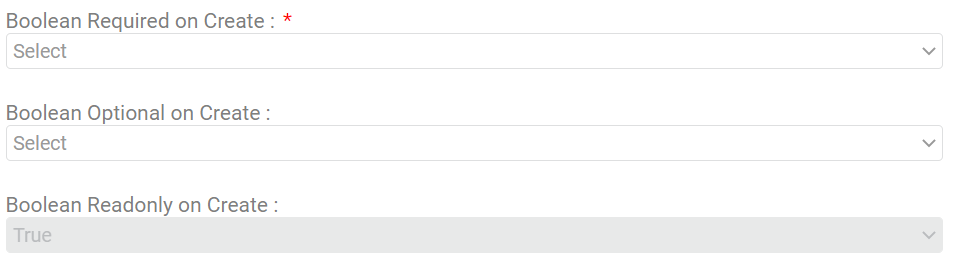 Boolean Required on Create : *
Select
Boolean Optional on Create :
Select
Boolean Readonly on Create :
True